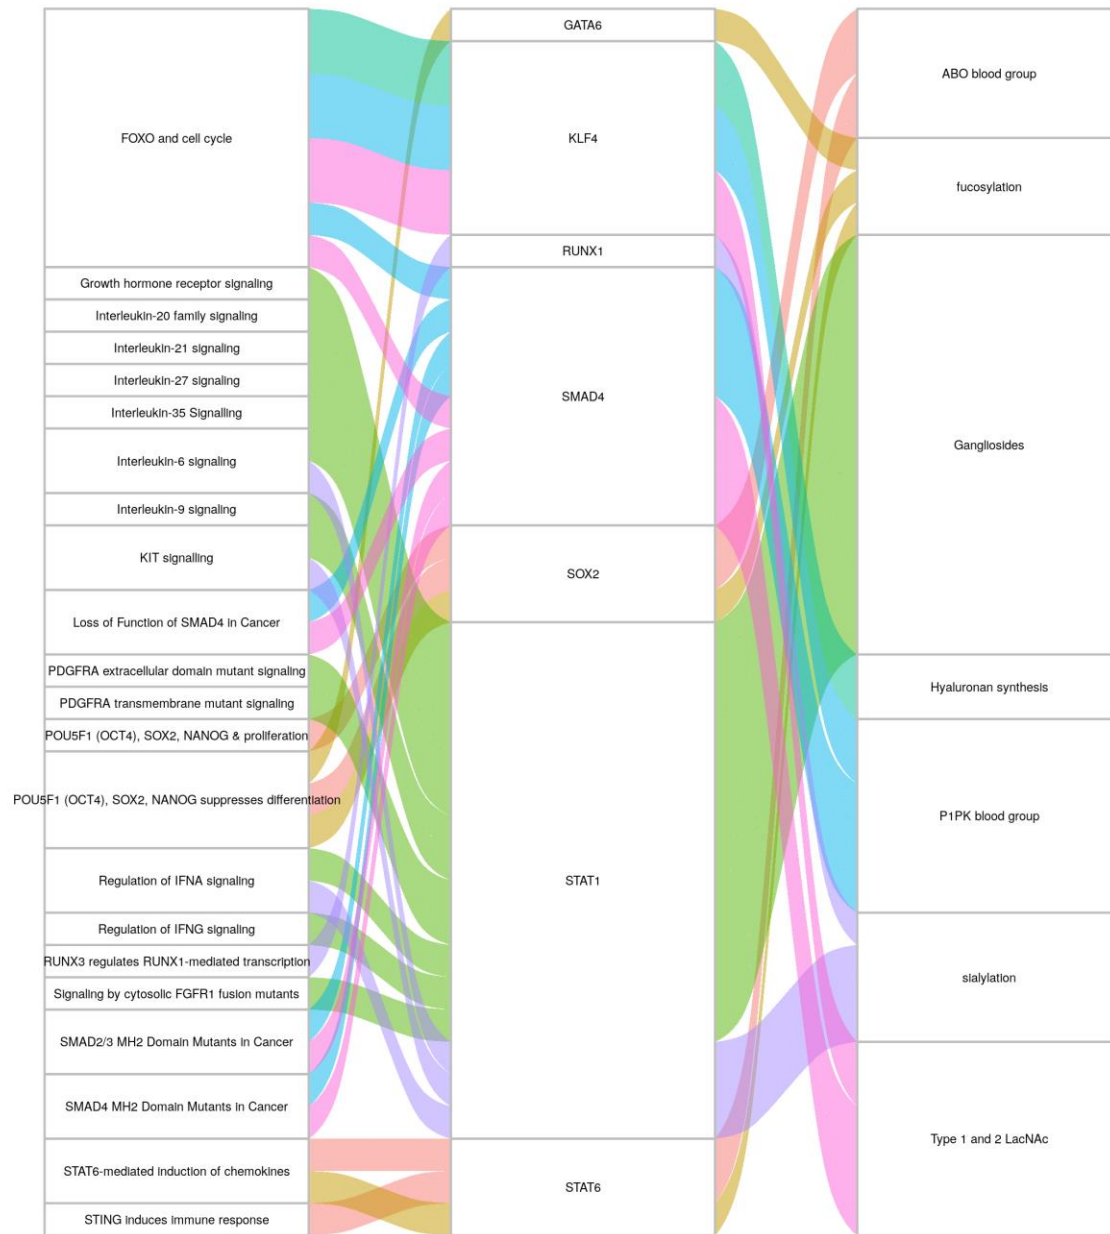 FOXO and cell cycle
Growth hormone receptor signaling
Interleukin-20 family signaling
Interleukin-21 signaling
Interleukin-27 signaling
Interleukin-35 Signalling
Interleukin-6 signaling
Interleukin-9 signaling
KIT signalling
Loss of Function of SMAD4 in Cancer
PDGFRA extracellular domain mutant signaling
PDGFRA transmembrane mutant signaling
POU5F1 (OCT4), SOX2, NANOG & proliferation
POU5F1 (OCT4), SOX2, NANOG suppresses differentiation
Regulation of IFNA signaling
Regulation of IFNG signaling
RUNX3 regulates RUNX1-mediated transcription
Signaling by cytosolic FGFR1 fusion mutants
SMAD2/3 MH2 Domain Mutants in Cancer
SMAD4 MH2 Domain Mutants in Cancer
STAT6-mediated induction of chemokines
STING induces immune response
GATA6
KLF4
RUNX1
SMAD4
SOX2
STAT1
STAT6
ABO blood group
fucosylation
Gangliosides
Hyaluronan synthesis
P1PK blood group
sialylation
Type 1 and 2 LacNAc